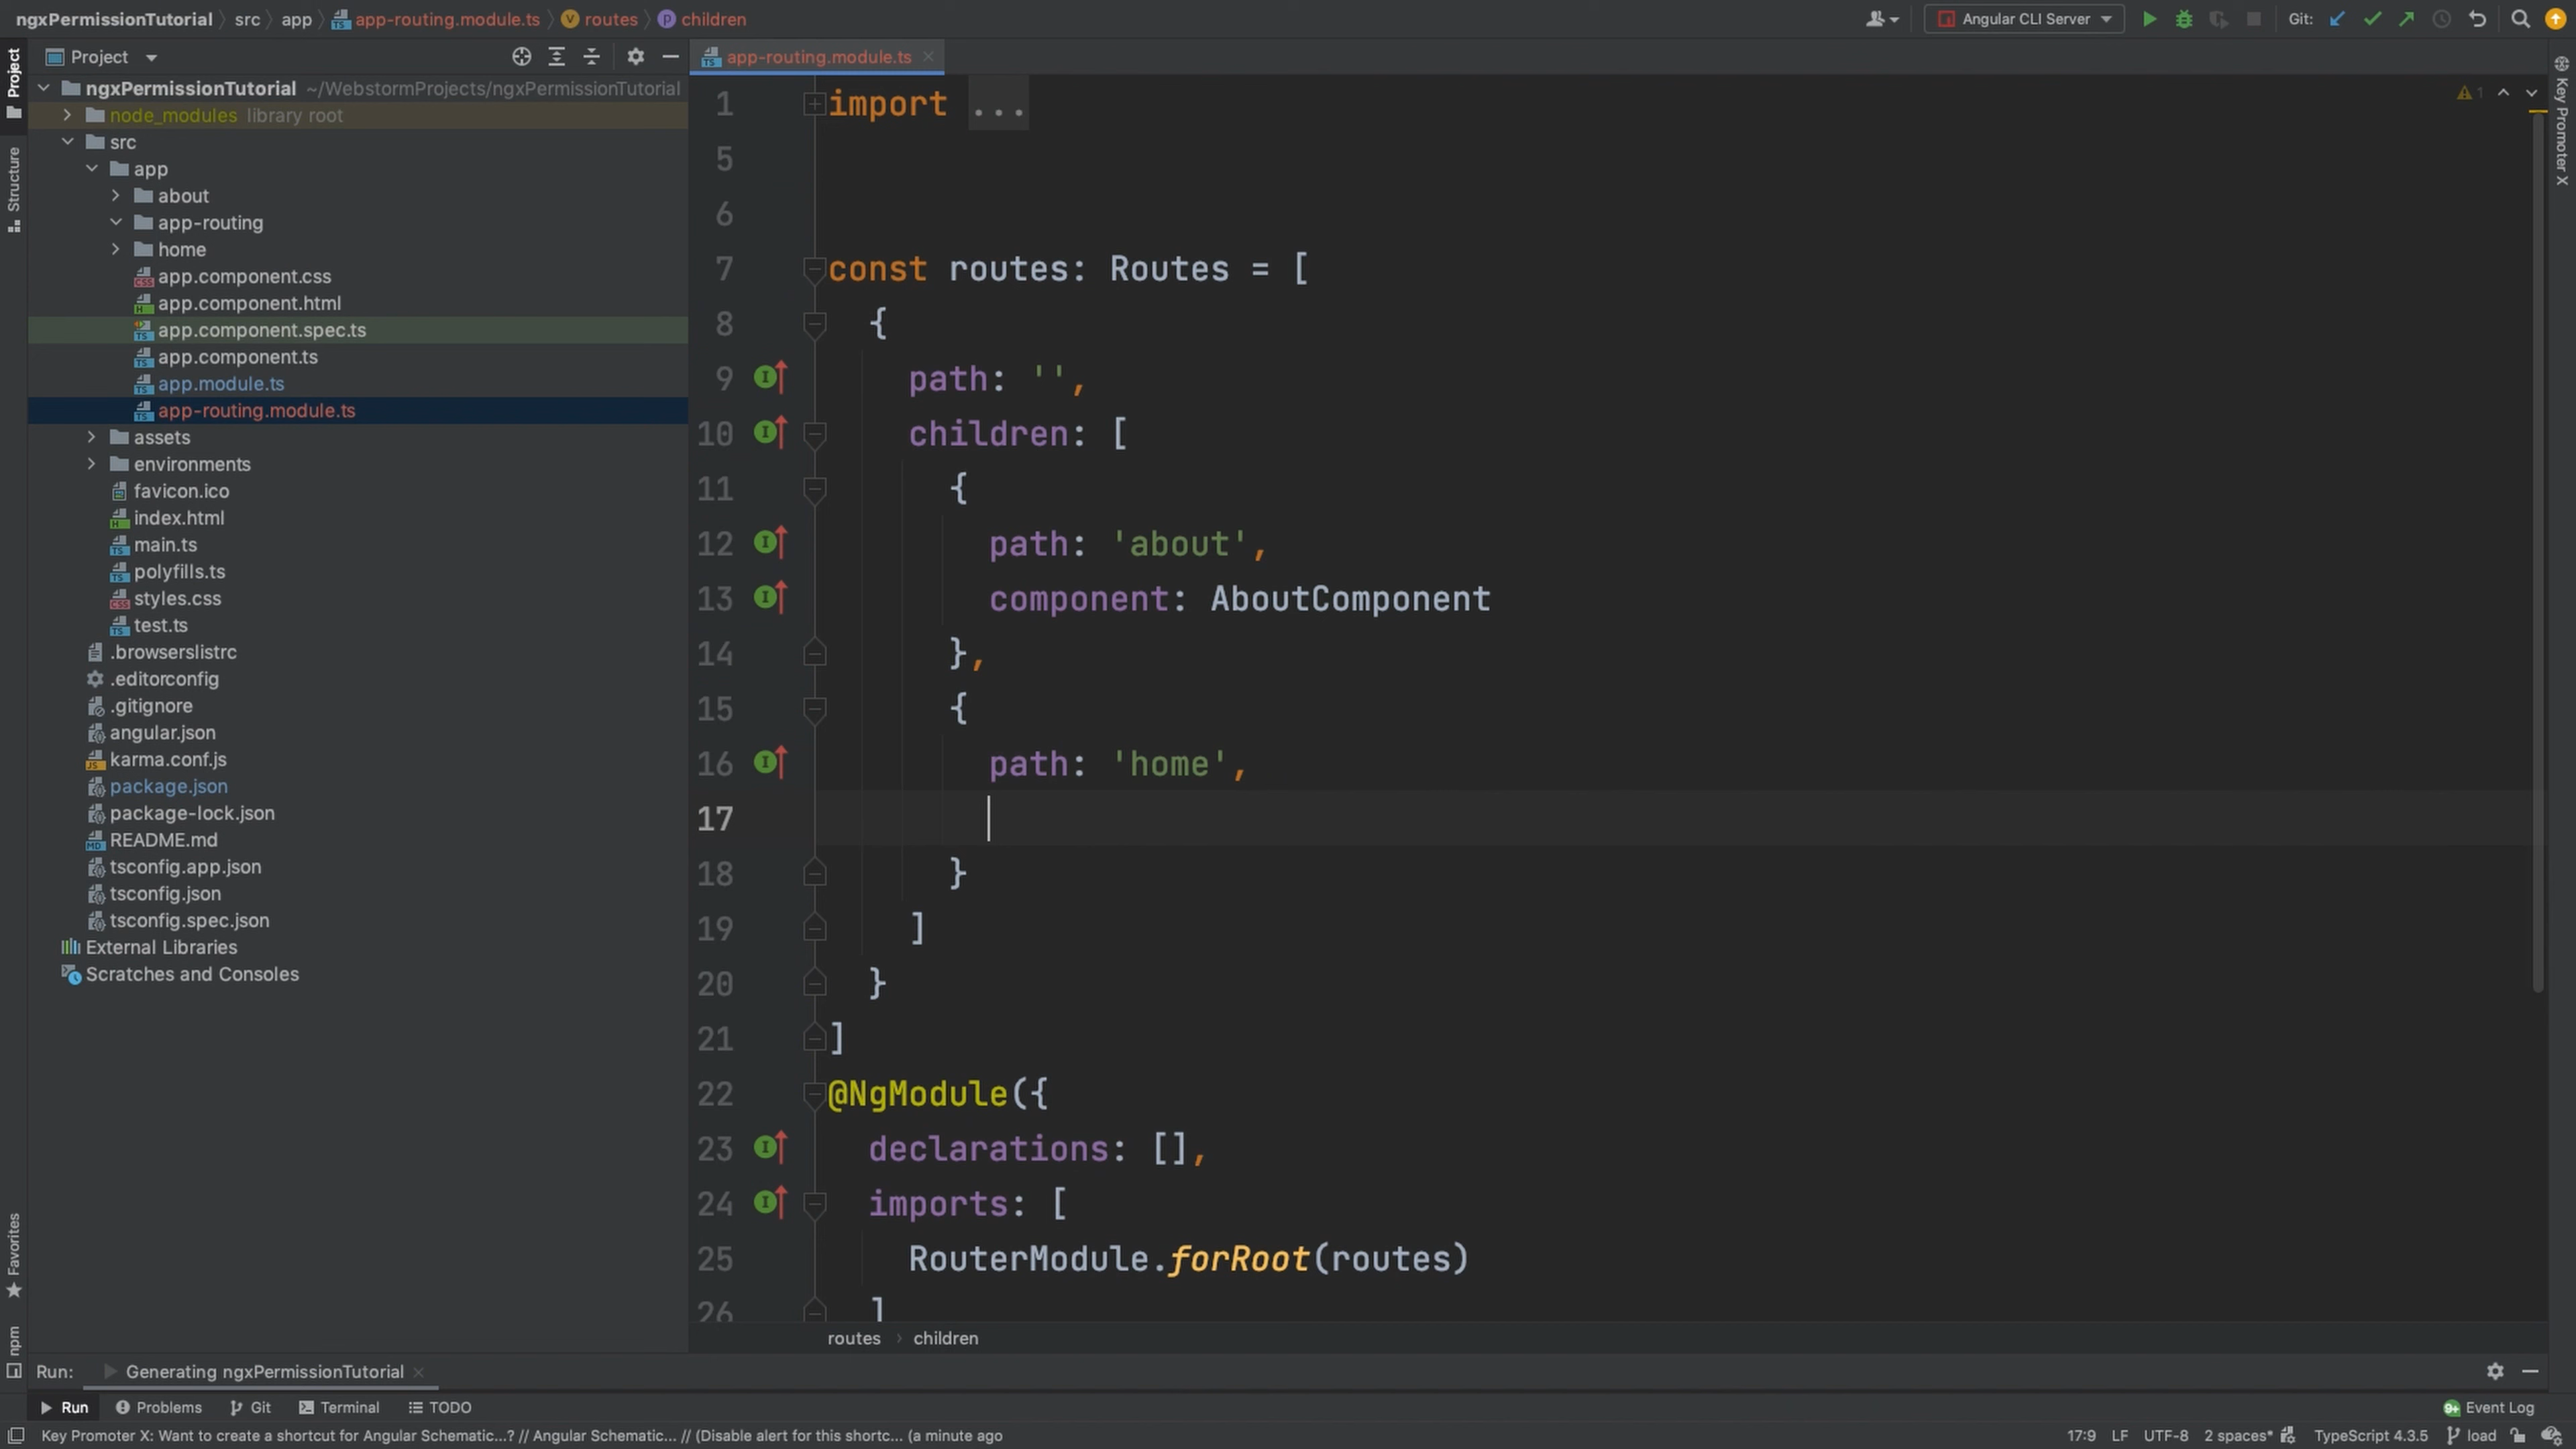 ngxPermissionTutorial src app app-routing.module.ts routes children
Angular CLI Server
Git:
Project
app-routing.module.ts
Project
Structure
Favorites
npm
Key Promoter X
ngxPermissionTutorial ~/WebstormProjects/ngxPermissionTutorial
node_modules library root
src
app
about
app-routing
home
app.component.css
app.component.html
app.component.spec.ts
app.component.ts
app.module.ts
app-routing.module.ts
assets
environments
favicon.ico
index.html
main.ts
polyfills.ts
styles.css
test.ts
.browserslistrc
.editorconfig
.gitignore
angular.json
karma.conf.js
package.json
package-lock.json
README.md
tsconfig.app.json
tsconfig.json
tsconfig.spec.json
External Libraries
Scratches and Consoles
1 import ...
1
5
6
7 const routes: Routes = [
8 {
9 path: '',
10 children: [
11 {
12 path: 'about',
13 component: AboutComponent
14 },
15 {
16 path: 'home',
17
18 }
19 ]
20 }
21 ]
22 @NgModule({
23 declarations: [],
24 imports: [
25 RouterModule.forRoot(routes)
26 ]
routes children
Run: Generating ngxPermissionTutorial
Run Problems Git Terminal TODO
9+ Event Log
Key Promoter X: Want to create a shortcut for Angular Schematic...? // Angular Schematic... // (Disable alert for this shortc... (a minute ago
17:9 LF UTF-8 2 spaces* TypeScript 4.3.5 load